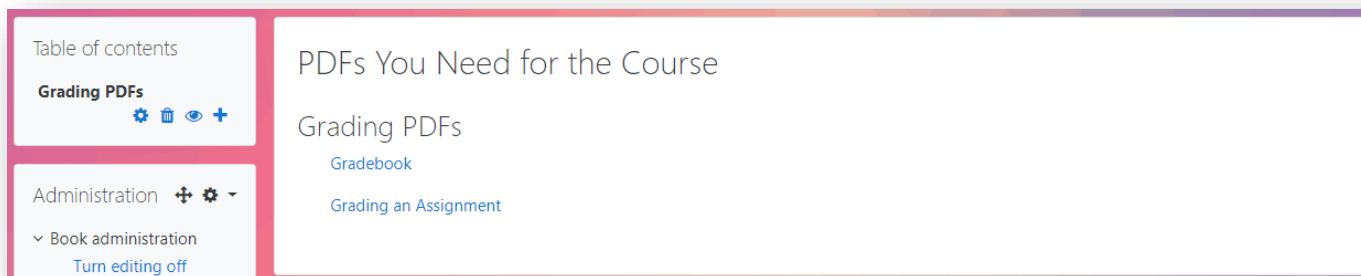 Table of contents
Grading PDFs
Administration
Book administration
Turn editing off
PDFs You Need for the Course
Grading PDFs
Gradebook
Grading an Assignment